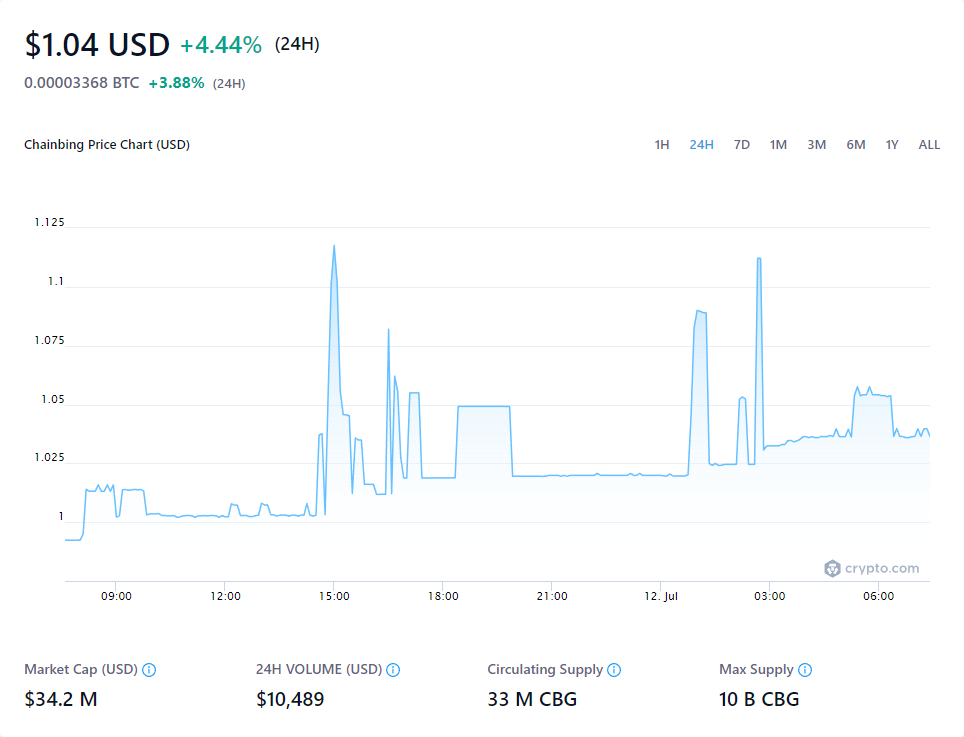 $1.04 USD +4.44% (24H)
0.00003368 BTC +3.88% (24H)
Chainbing Price Chart (USD) 1H 24H 7D 1M 3M 6M 1Y ALL
1.125
1.1
1.075
1.05
1.025
1
crypto.com
09:00 12:00 15:00 18:00 21:00 12. Jul 03:00 06:00
Market Cap (USD) 24H VOLUME (USD) Circulating Supply Max Supply
$34.2 M $10,489 33 M CBG 10 B CBG